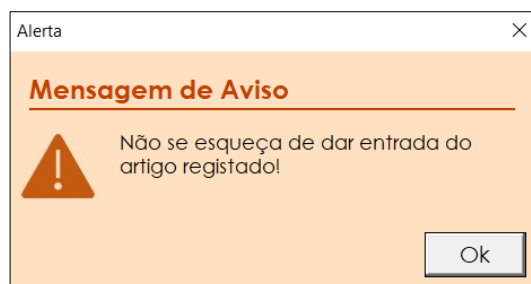 Alerta
Mensagem de Aviso
Não se esqueça de dar entrada do
artigo registado!
Ok